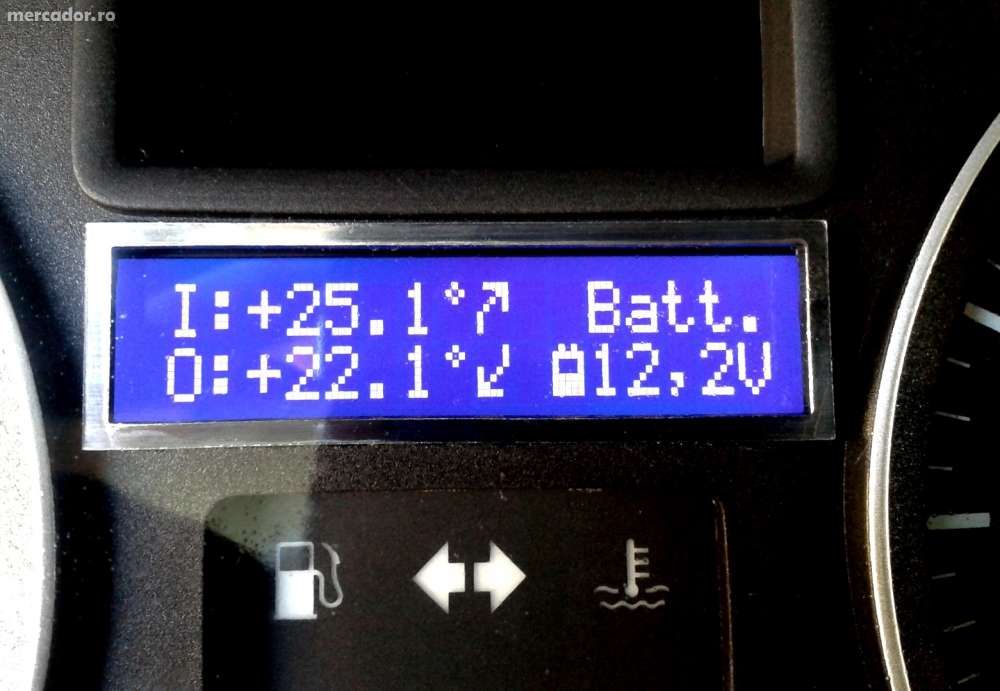 mercador.ro
I:+25.1°↗ Batt.
O:+22.1°↙ 12,2V